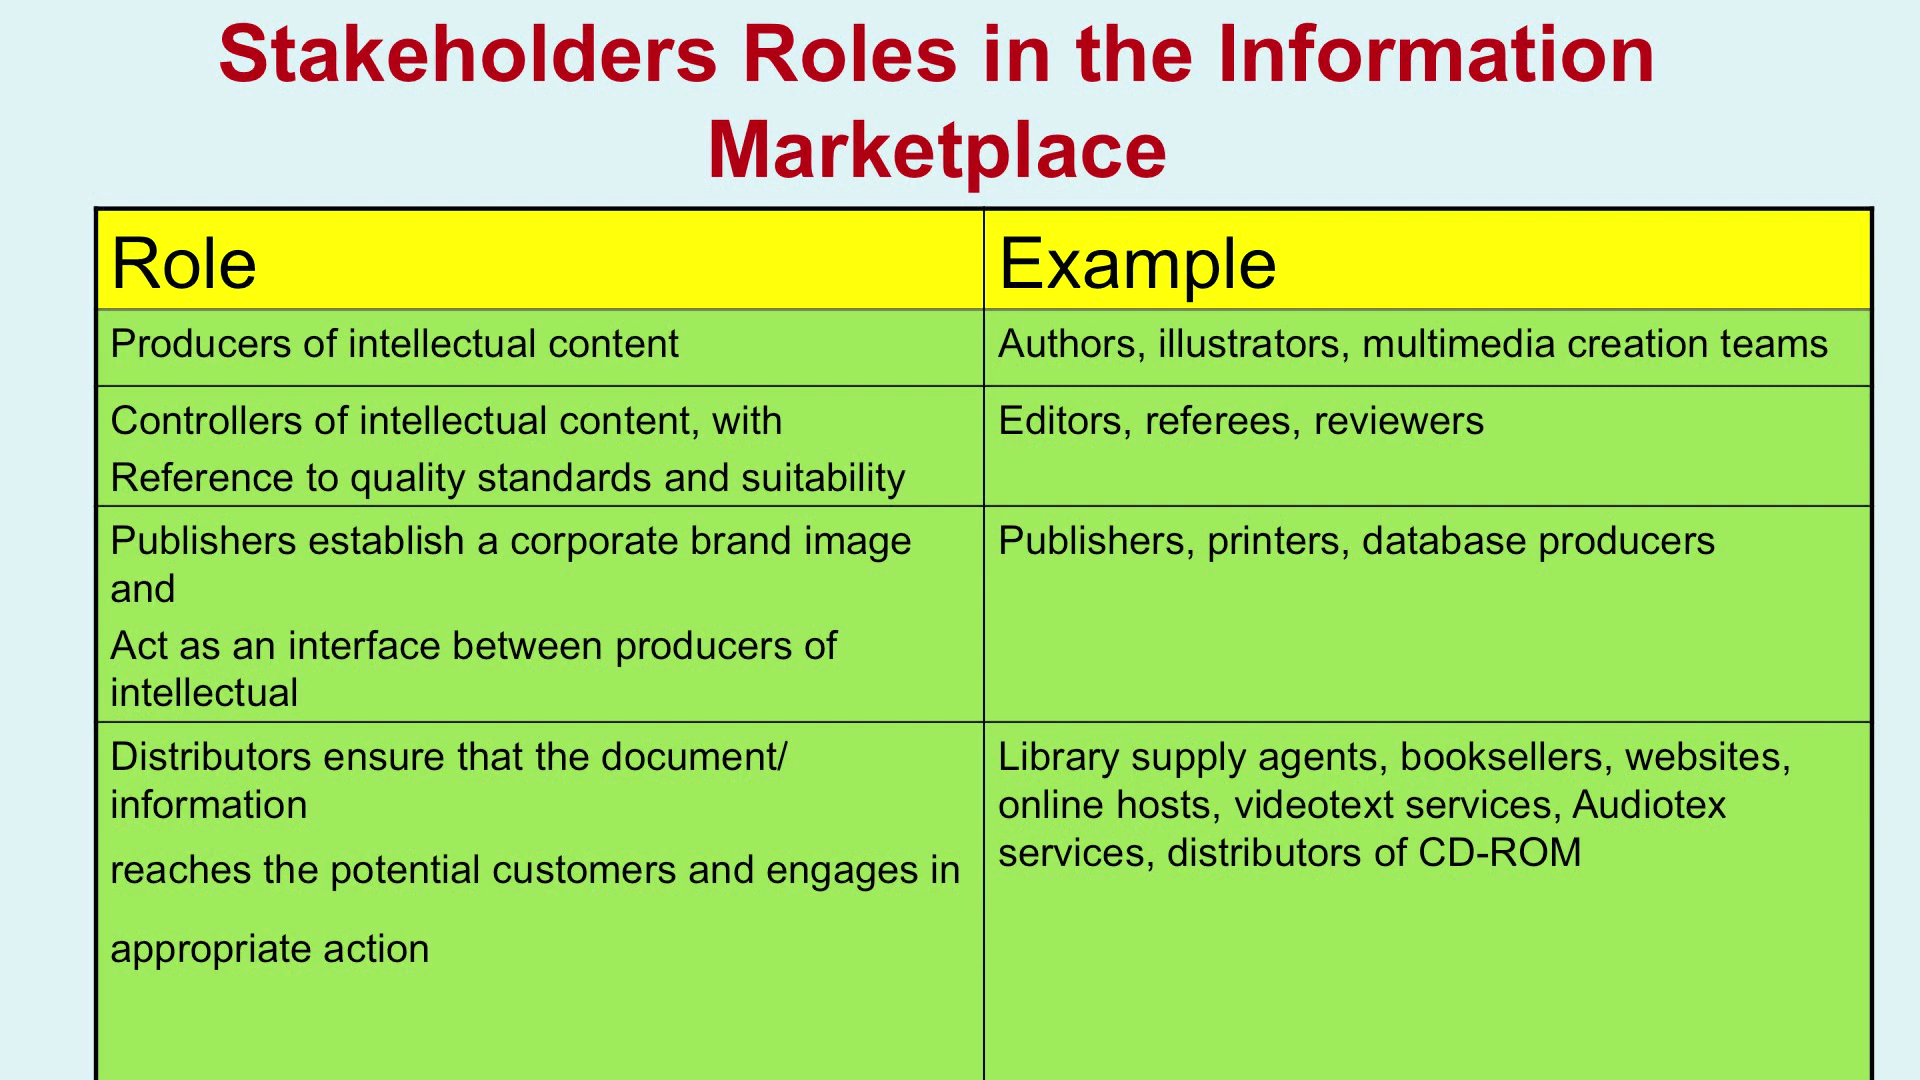 Stakeholders Roles in the Information
Marketplace
Role
Example
Producers of intellectual content
Authors, illustrators, multimedia creation teams
Controllers of intellectual content, with
Reference to quality standards and suitability
Editors, referees, reviewers
Publishers establish a corporate brand image
and
Act as an interface between producers of
intellectual
Publishers, printers, database producers
Distributors ensure that the document/
information
reaches the potential customers and engages in
appropriate action
Library supply agents, booksellers, websites,
online hosts, videotext services, Audiotex
services, distributors of CD-ROM